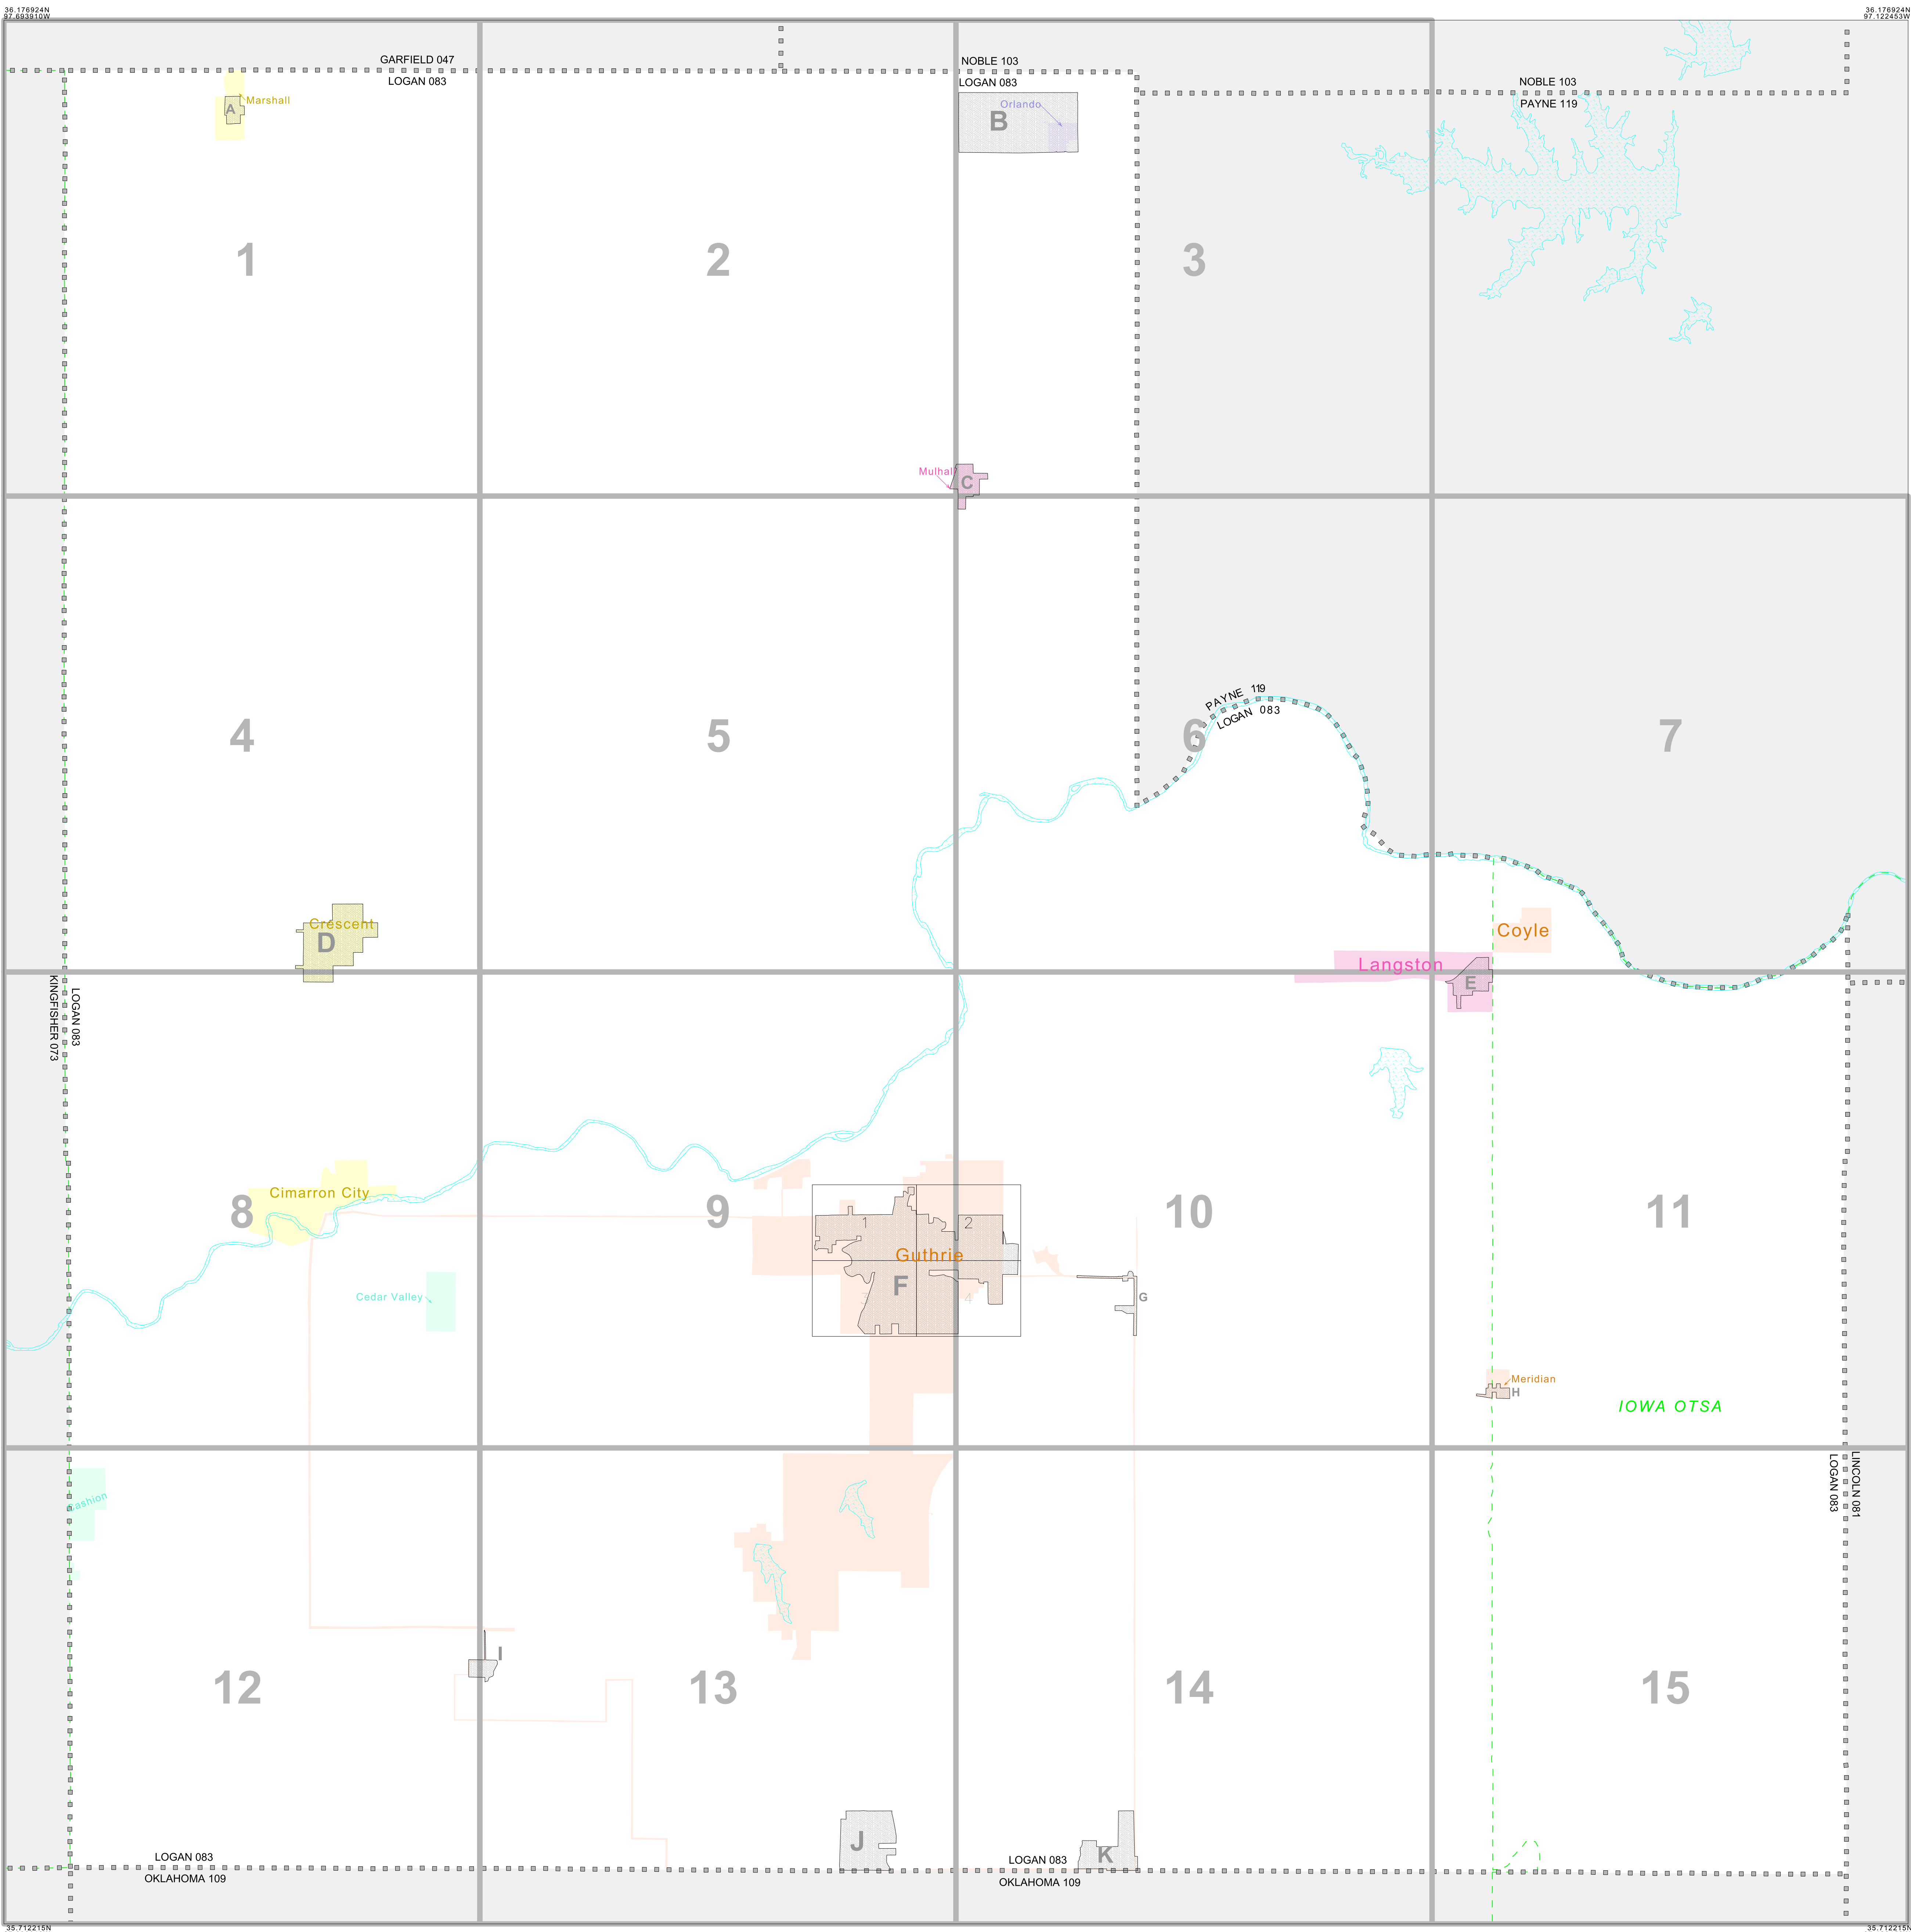 36.176924N
97.693910W
36.176924N
97.122453W
GARFIELD 047
LOGAN 083
NOBLE 103
LOGAN 083
NOBLE 103
PAYNE 119
A
Marshall
Orlando
B
1
2
3
Mulhall
C
PAYNE 119
LOGAN 083
4
5
6
7
Crescent
D
Coyle
Langston
E
KINGFISHER 073
LOGAN 083
Cimarron City
8
9
10
11
1
2
Guthrie
F
3
4
G
Cedar Valley
Meridian
H
IOWA OTSA
LOGAN 083
LINCOLN 081
Cashion
I
12
13
14
15
J
K
LOGAN 083
OKLAHOMA 109
LOGAN 083
OKLAHOMA 109
35.712215N
35.712215N